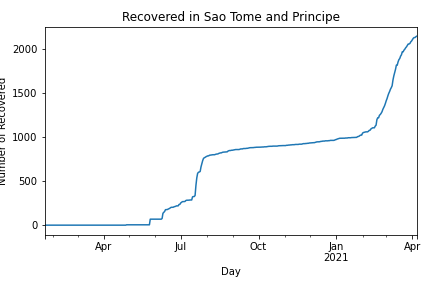 Recovered in Sao Tome and Principe
2000
1500
1000
500
0
Number of Recovered
Apr
Jul
Oct
Jan
2021
Apr
Day